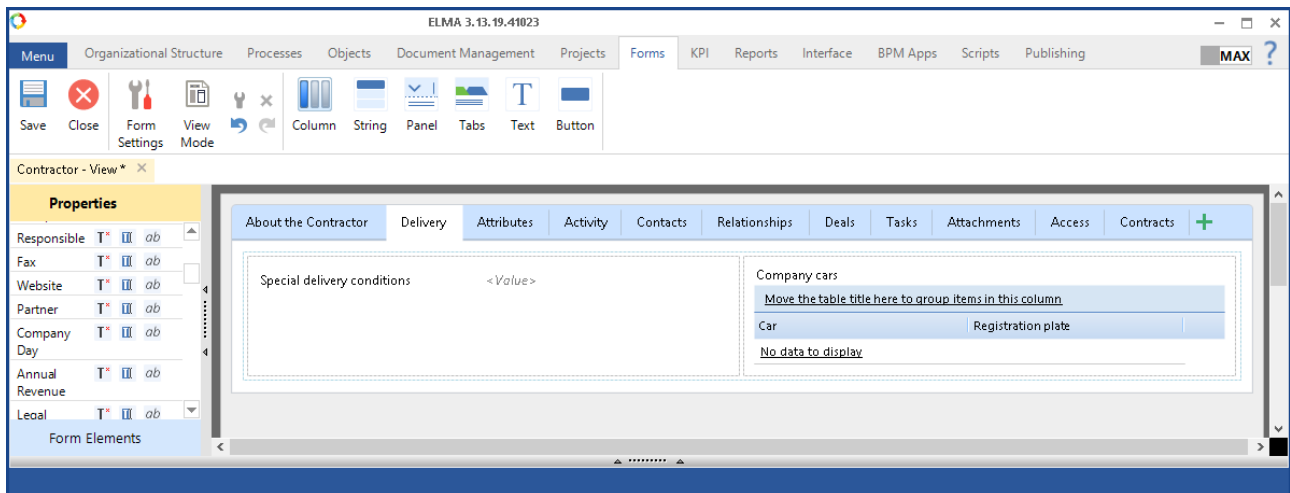 ELMA 3.13.19.41023
Menu Organizational Structure Processes Objects Document Management Projects Forms KPI Reports Interface BPM Apps Scripts Publishing MAX ?
Save Close Form Settings View Mode Column String Panel Tabs Text Button
Contractor - View *
Properties
About the Contractor Delivery Attributes Activity Contacts Relationships Deals Tasks Attachments Access Contracts
Responsible T* ab
Fax T* ab
Website T* ab
Partner T* ab
Company Day T* ab
Annual Revenue T* ab
Legal T* ab
Form Elements
Special delivery conditions <Value>
Company cars
Move the table title here to group items in this column
Car Registration plate
No data to display